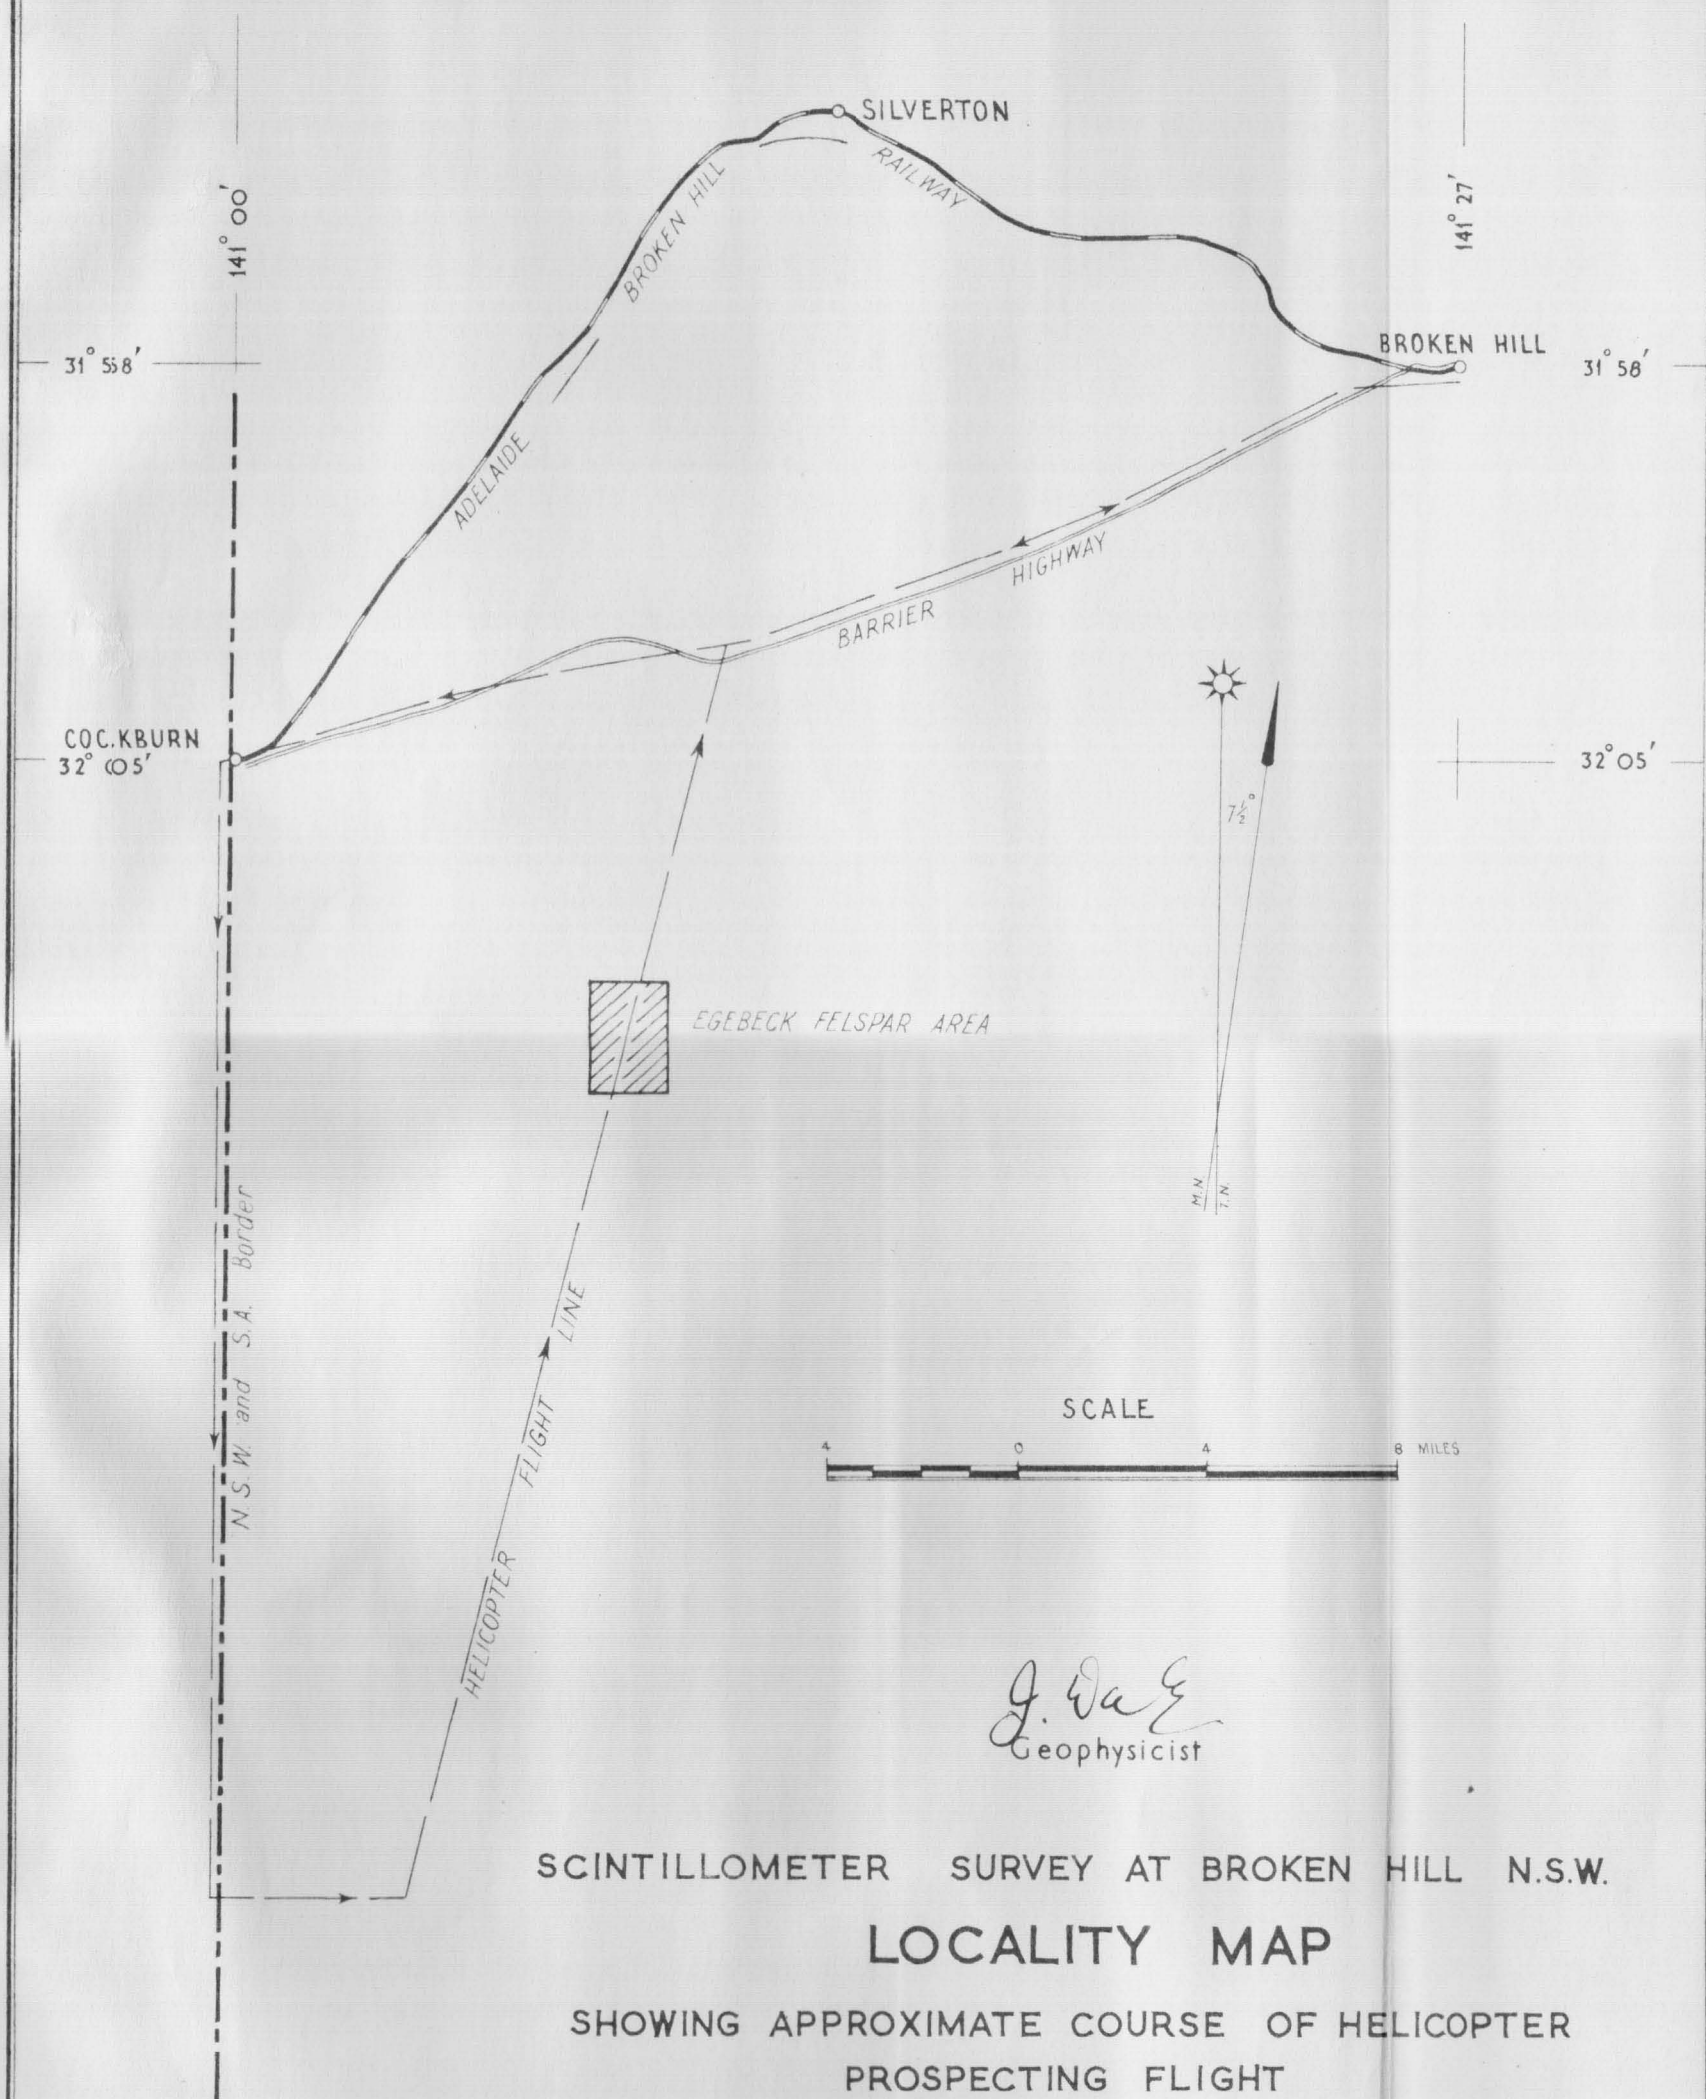 SILVERTON
RAILWAY
BROKEN HILL
ADELAIDE
141° 00'
141° 27'
31° 58'
BROKEN HILL
31° 58'
HIGHWAY
BARRIER
COCKBURN
32° 05'
32° 05'
7½°
EGEBECK FELSPAR AREA
M.N.
T.N.
N.S.W. and S.A. Border
HELICOPTER FLIGHT LINE
SCALE
4 0 4 8 MILES
Geophysicist
SCINTILLOMETER SURVEY AT BROKEN HILL N.S.W.
LOCALITY MAP
SHOWING APPROXIMATE COURSE OF HELICOPTER
PROSPECTING FLIGHT